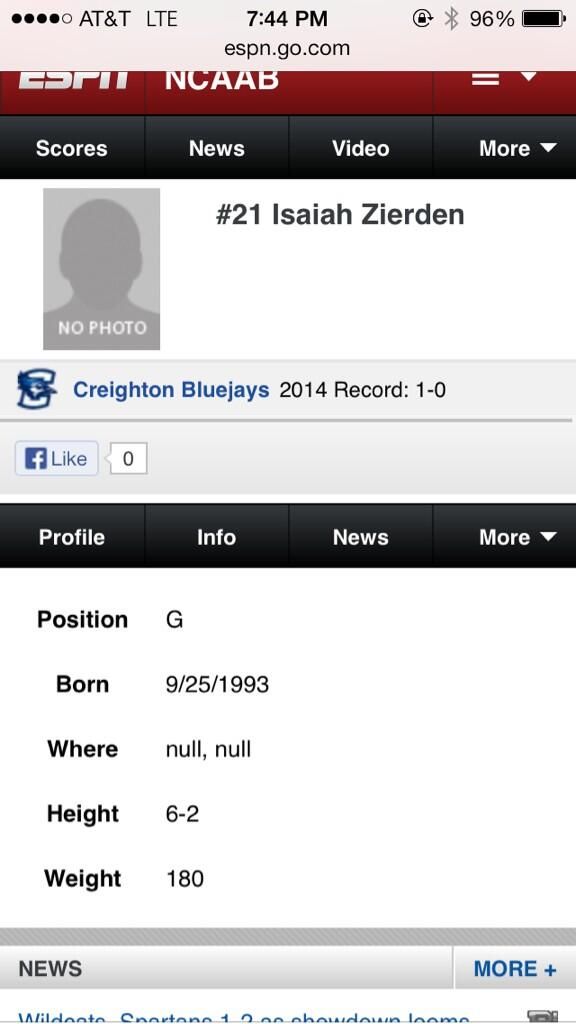 AT&T LTE 7:44 PM 96%
espn.go.com
ESPN NCAAB
Scores News Video More
#21 Isaiah Zierden
NO PHOTO
Creighton Bluejays 2014 Record: 1-0
Like 0
Profile Info News More
Position G
Born 9/25/1993
Where null, null
Height 6-2
Weight 180
NEWS MORE +
Wildcats, Spartans 1-2 as showdown looms